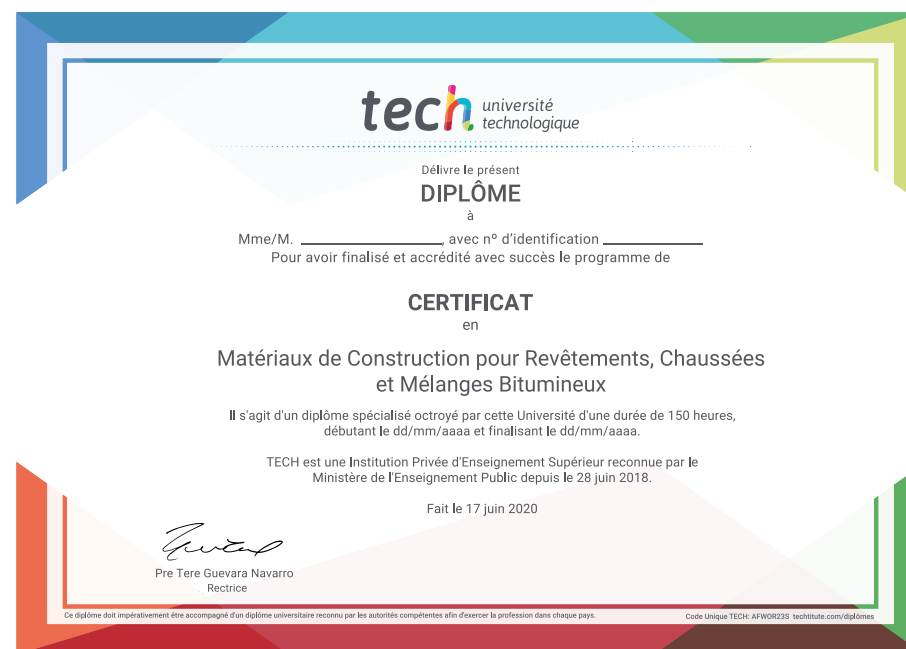 tech université
technologique
Délivre le présent
DIPLÔME
à
Mme/M. ____________________, avec nº d'identification ______________
Pour avoir finalisé et accrédité avec succès le programme de
CERTIFICAT
en
Matériaux de Construction pour Revêtements, Chaussées
et Mélanges Bitumineux
Il s'agit d'un diplôme spécialisé octroyé par cette Université d'une durée de 150 heures,
débutant le dd/mm/aaaa et finalisant le dd/mm/aaaa.
TECH est une Institution Privée d'Enseignement Supérieur reconnue par le
Ministère de l'Enseignement Public depuis le 28 juin 2018.
Fait le 17 juin 2020
Pre Tere Guevara Navarro
Rectrice
Ce diplôme doit impérativement être accompagné d'un diplôme universitaire reconnu par les autorités compétentes afin d'exercer la profession dans chaque pays.
Code Unique TECH: AFWOR23S techtitute.com/diplômes